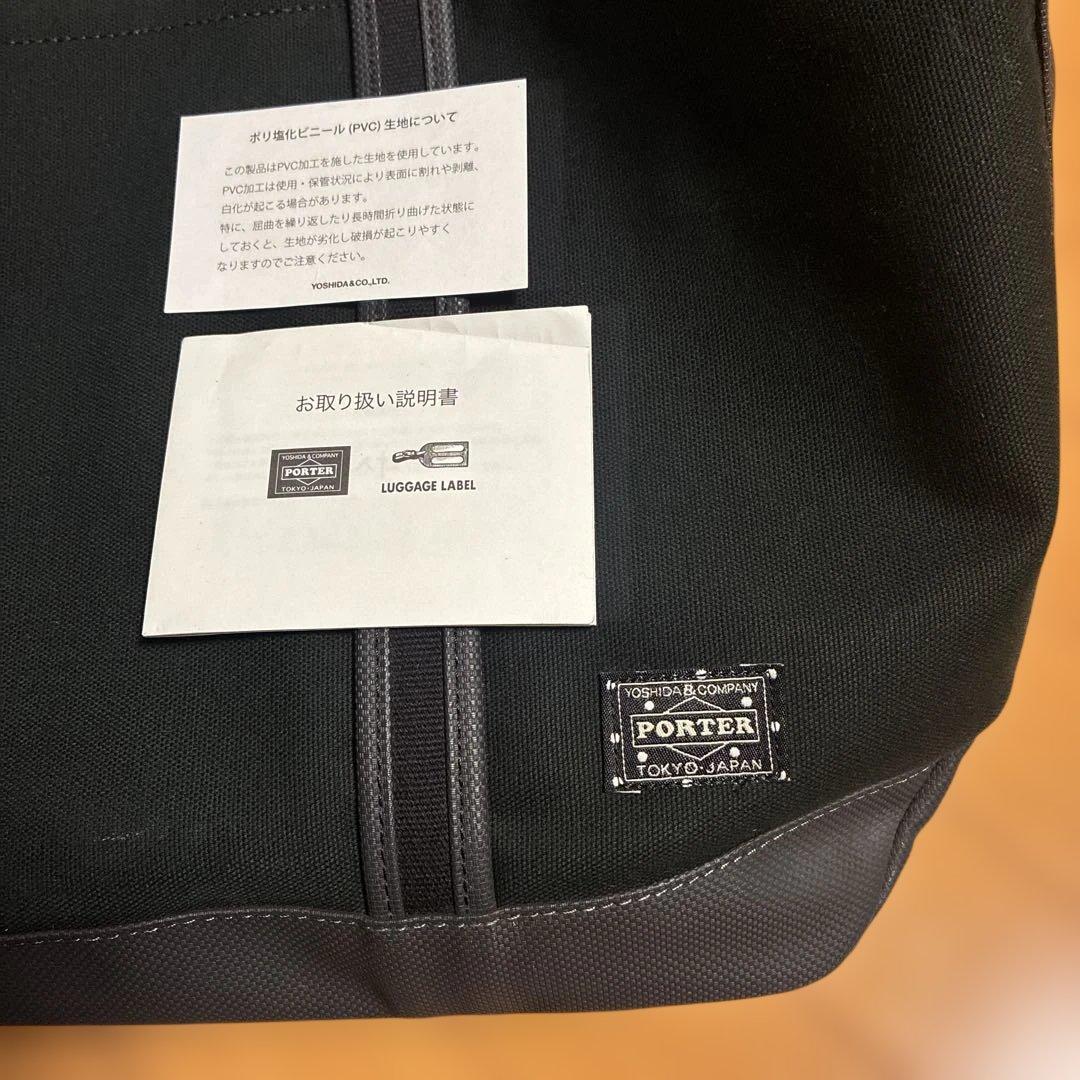 ポリ塩化ビニール(PVC)生地について
この製品はPVC加工を施した生地を使用しています。
PVC加工は使用・保管状況により表面に割れや剥離、
白化が起こる場合があります。
特に、屈曲を繰り返したり長時間折り曲げた状態に
しておくと、生地が劣化し破損が起こりやすく
なりますのでご注意ください。
YOSHIDA&CO.,LTD.
お取り扱い説明書
YOSHIDA & COMPANY
PORTER
TOKYO・JAPAN
LUGGAGE LABEL
YOSHIDA & COMPANY
PORTER
TOKYO・JAPAN